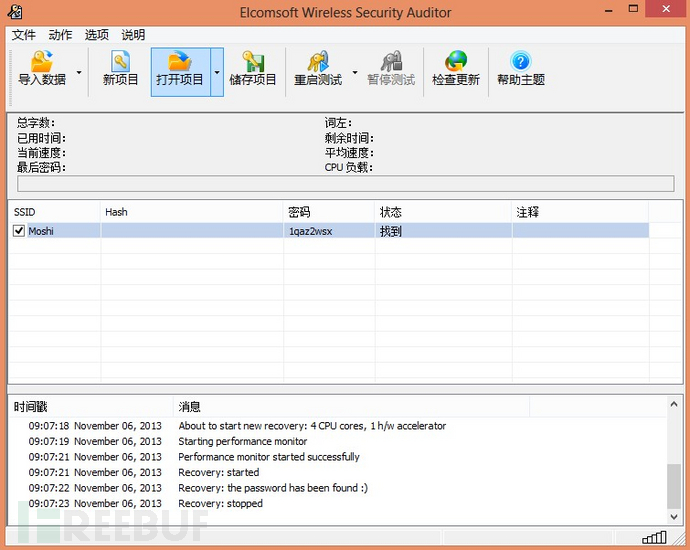 Elcomsoft Wireless Security Auditor
文件 动作 选项 说明
导入数据 新项目 打开项目 储存项目 重启测试 暂停测试 检查更新 帮助主题
总字数： 词左：
已用时间： 剩余时间：
当前速度： 平均速度：
最后密码： CPU 负载：
SSID Hash 密码 状态 注释
Moshi 1qaz2wsx 找到
时间戳 消息
09:07:18 November 06, 2013 About to start new recovery: 4 CPU cores, 1 h/w accelerator
09:07:19 November 06, 2013 Starting performance monitor
09:07:21 November 06, 2013 Performance monitor started successfully
09:07:21 November 06, 2013 Recovery: started
09:07:22 November 06, 2013 Recovery: the password has been found :)
09:07:23 November 06, 2013 Recovery: stopped
FREEBUF